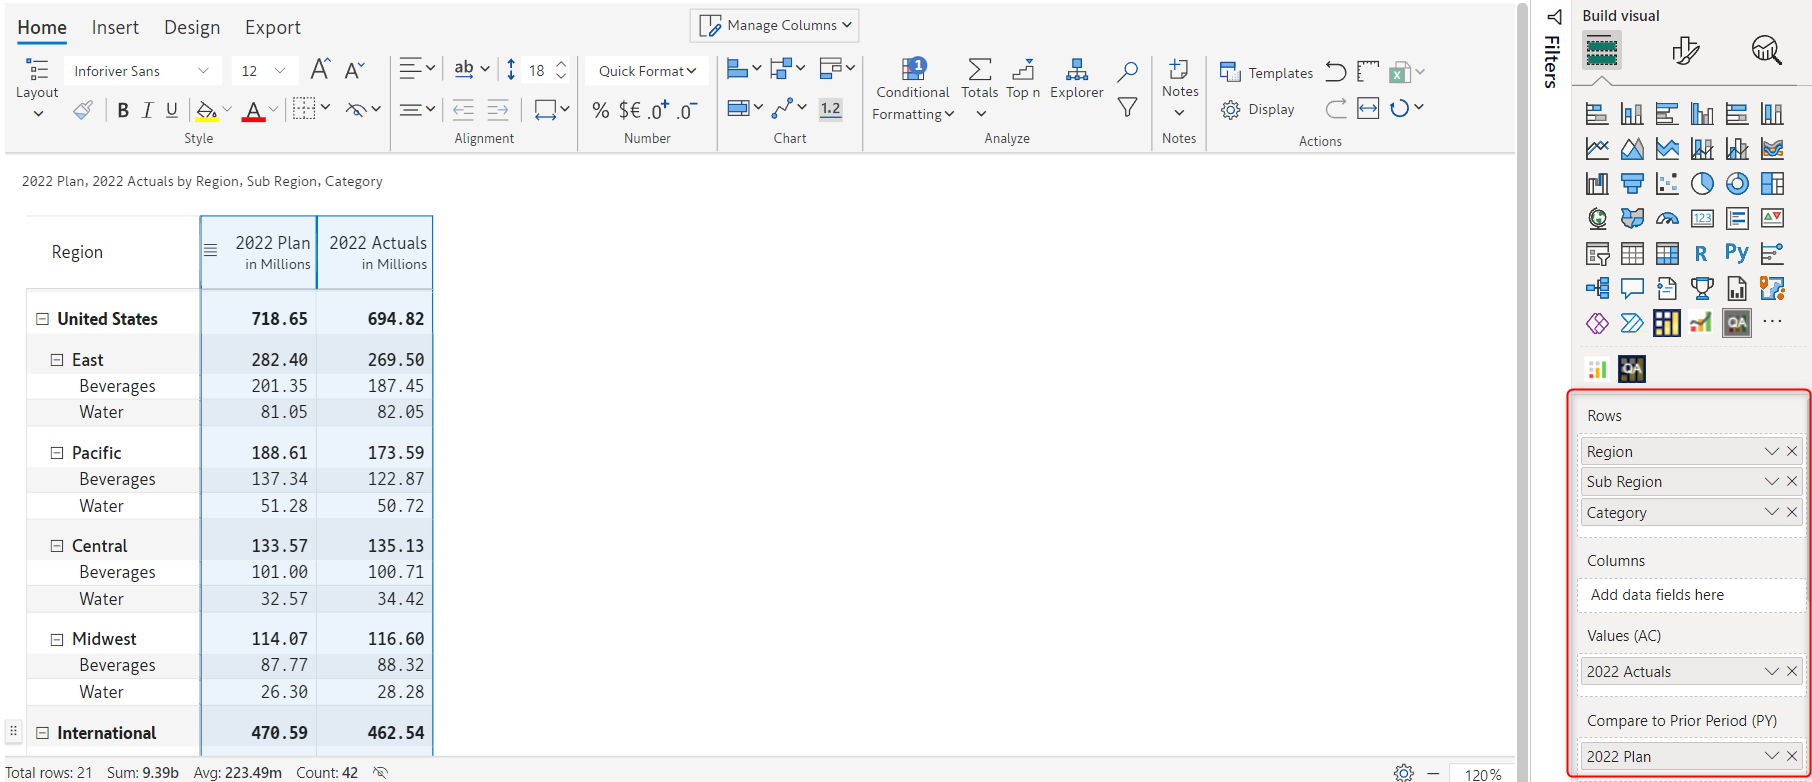 Home Insert Design Export
Manage Columns
Build visual
Filters
Layout
Inforiver Sans 12
B I U A
Style
ab 18
Alignment
Quick Format
% $€ .0+ .0-
Number
1.2
Chart
1
Conditional Formatting
Totals
Top n
Explorer
Analyze
Notes
Notes
Templates
Display
Actions
2022 Plan, 2022 Actuals by Region, Sub Region, Category
Region 2022 Plan in Millions 2022 Actuals in Millions
United States 718.65 694.82
East 282.40 269.50
Beverages 201.35 187.45
Water 81.05 82.05
Pacific 188.61 173.59
Beverages 137.34 122.87
Water 51.28 50.72
Central 133.57 135.13
Beverages 101.00 100.71
Water 32.57 34.42
Midwest 114.07 116.60
Beverages 87.77 88.32
Water 26.30 28.28
International 470.59 462.54
Total rows: 21 Sum: 9.39b Avg: 223.49m Count: 42
120%
123
R Py
QA
QA
Rows
Region
Sub Region
Category
Columns
Add data fields here
Values (AC)
2022 Actuals
Compare to Prior Period (PY)
2022 Plan